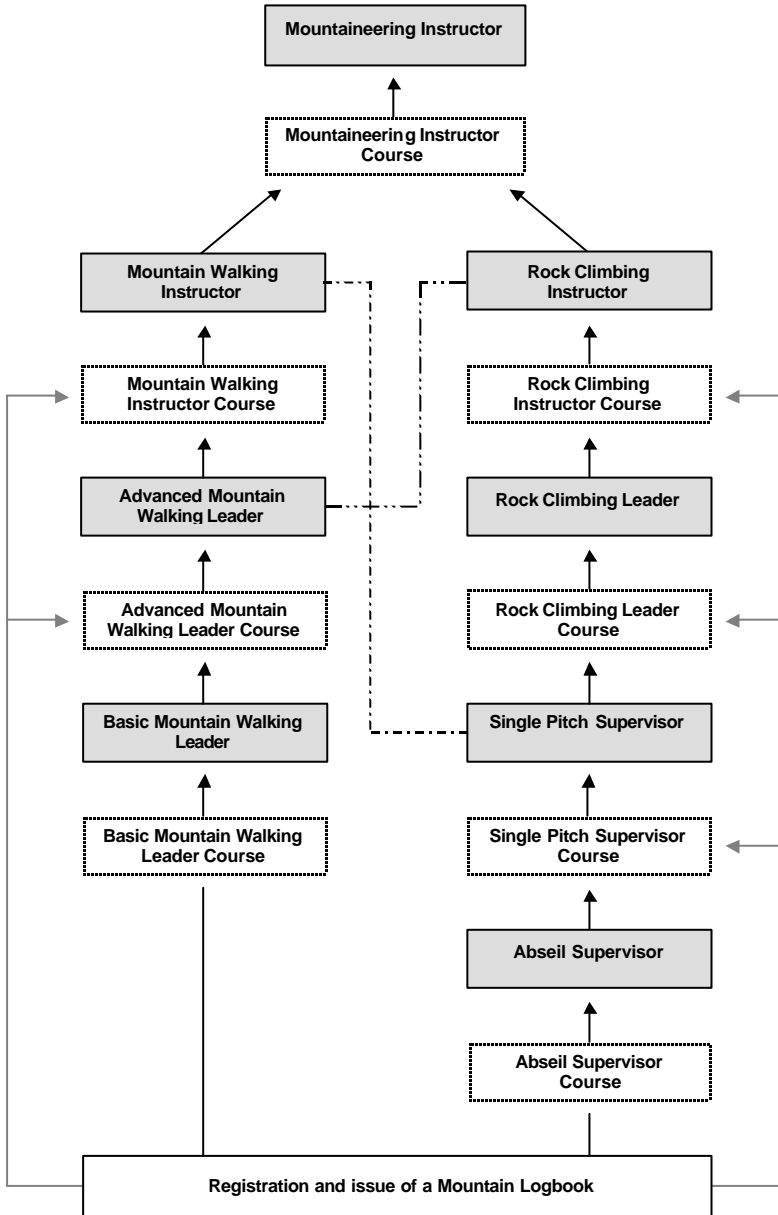 Mountaineering Instructor
Mountaineering Instructor
Course
Mountain Walking
Instructor
Rock Climbing
Instructor
Mountain Walking
Instructor Course
Rock Climbing
Instructor Course
Advanced Mountain
Walking Leader
Rock Climbing Leader
Advanced Mountain
Walking Leader Course
Rock Climbing Leader
Course
Basic Mountain Walking
Leader
Single Pitch Supervisor
Basic Mountain Walking
Leader Course
Single Pitch Supervisor
Course
Abseil Supervisor
Abseil Supervisor
Course
Registration and issue of a Mountain Logbook